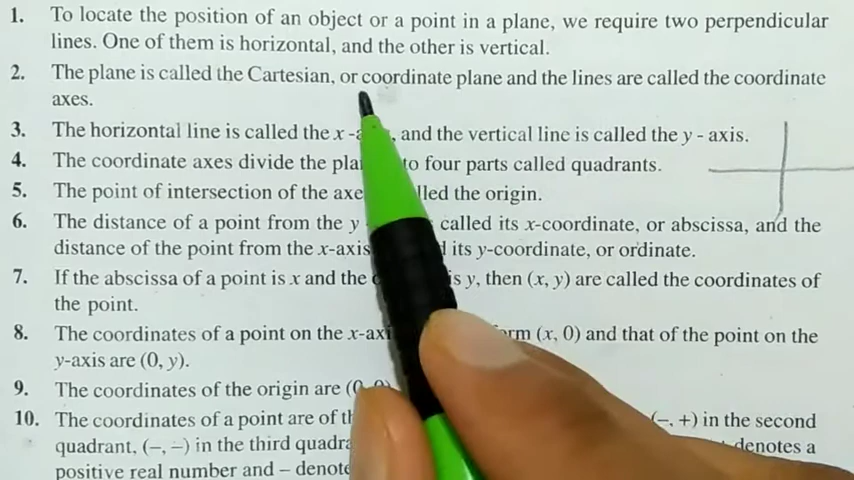 1. To locate the position of an object or a point in a plane, we require two perpendicular
lines. One of them is horizontal, and the other is vertical.
2. The plane is called the Cartesian, or coordinate plane and the lines are called the coordinate
axes.
3. The horizontal line is called the x - and the vertical line is called the y - axis.
4. The coordinate axes divide the four parts called quadrants.
5. The point of intersection of the the origin.
6. The distance of a point from the y called its x-coordinate, or abscissa, and the
distance of the point from the x-axis its y-coordinate, or ordinate.
7. If the abscissa of a point is x and the is y, then (x, y) are called the coordinates of
the point.
8. The coordinates of a point on the (x, 0) and that of the point on the
y-axis are (0, y).
9. The coordinates of the origin are
10. The coordinates of a point are of (–, +) in the second
quadrant, (–, –) in the third denotes a
positive real number and –